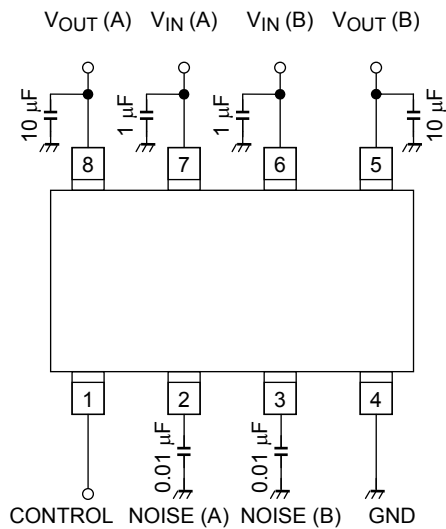 VOUT (A) VIN (A) VIN (B) VOUT (B)
10 µF 1 µF 1 µF 10 µF
8 7 6 5
1 2 3 4
0.01 µF 0.01 µF
CONTROL NOISE (A) NOISE (B) GND